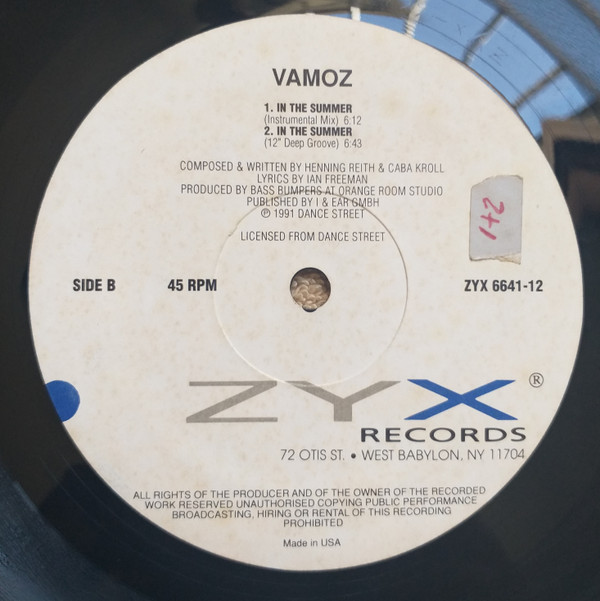 VAMOZ
1. IN THE SUMMER
(Instrumental Mix) 6:12
2. IN THE SUMMER
(12" Deep Groove) 6:43
COMPOSED & WRITTEN BY HENNING REITH & CABA KROLL
LYRICS BY IAN FREEMAN
PRODUCED BY BASS BUMPERS AT ORANGE ROOM STUDIO
PUBLISHED BY I & EAR GMBH
℗ 1991 DANCE STREET
LICENSED FROM DANCE STREET
1+2
SIDE B 45 RPM ZYX 6641-12
ZYX ®
RECORDS
72 OTIS ST. • WEST BABYLON, NY 11704
ALL RIGHTS OF THE PRODUCER AND OF THE OWNER OF THE RECORDED
WORK RESERVED UNAUTHORISED COPYING PUBLIC PERFORMANCE
BROADCASTING, HIRING OR RENTAL OF THIS RECORDING
PROHIBITED
Made in USA